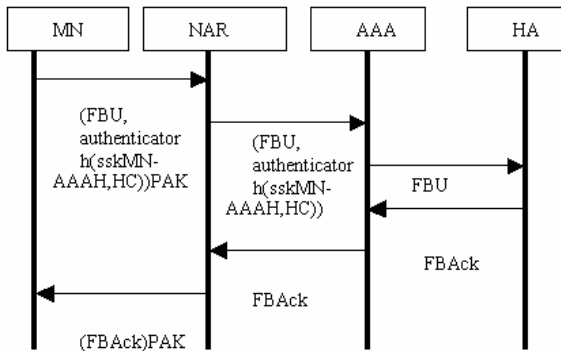 MN
NAR
AAA
HA
(FBU,
authenticator
h(sskMN-
AAAH,HC))PAK
(FBU,
authenticator
h(sskMN-
AAAH,HC))
FBU
FBAck
FBAck
(FBAck)PAK